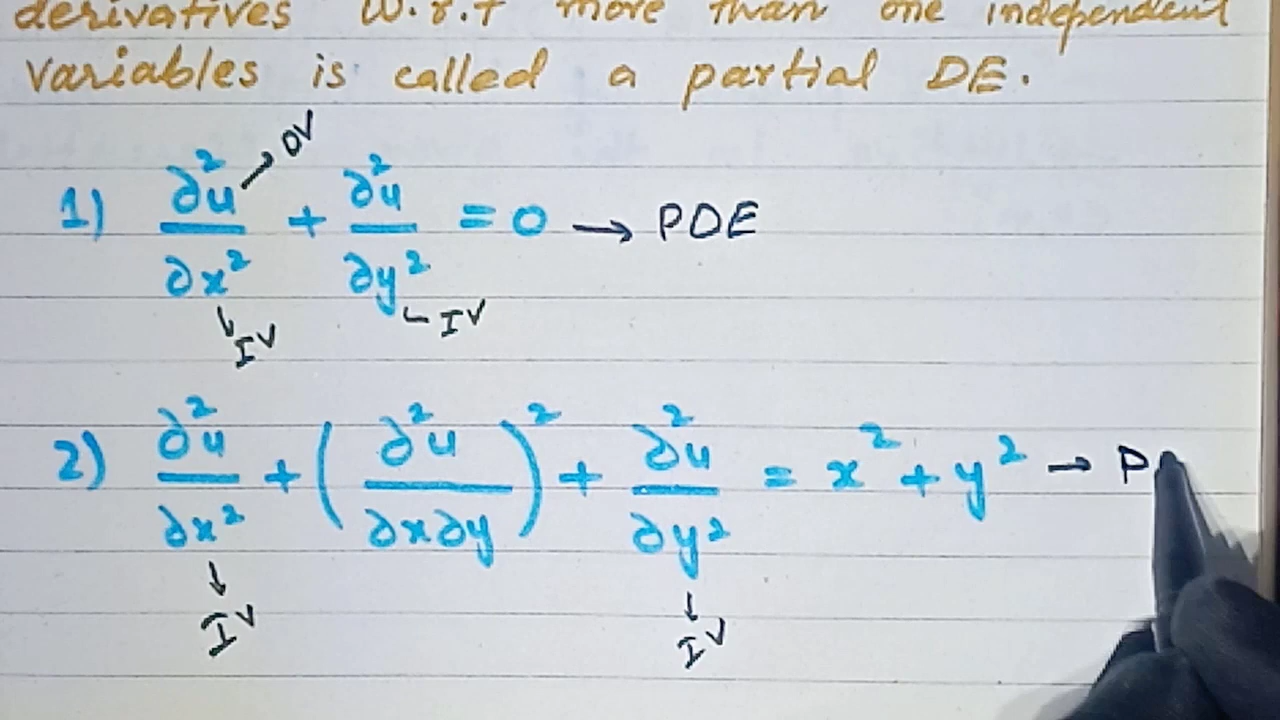 derivatives w.r.t more than one independent
variables is called a partial DE.
1) ∂²u/∂x² + ∂²u/∂y² = 0 → PDE
→ DV
↓ IV
← IV
2) ∂²u/∂x² + (∂²u/∂x∂y)² + ∂²u/∂y² = x² + y² → P
↓ IV
↓ IV